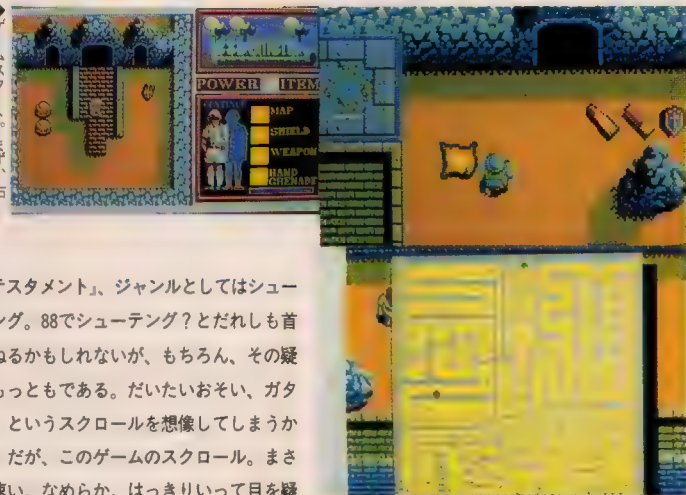 POWER ITEM
CONTINUE
MAP
SHIELD
WEAPON
HAND
GRENADE
テスタメント」、ジャンルとしてはシュー
ング。88でシューテング?とだれしも首
ねるかもしれないが、もちろん、その疑
もっともである。だいたいおそい、ガタ
というスクロールを想像してしまうか
だが、このゲームのスクロール。まさ
速い、なめらか、はっきりいって目を疑